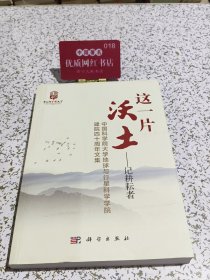 018
优质网红书店
这一片
沃土
——记耕耘者
中国科学院大学地球与行星科学学院
建院四十周年文集
科学出版社